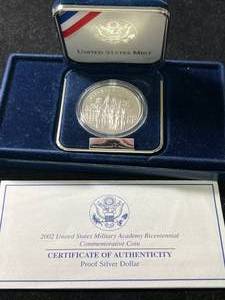 UNITED STATES MINT
2002 United States Military Academy Bicentennial
Commemorative Coin
CERTIFICATE OF AUTHENTICITY
Proof Silver Dollar